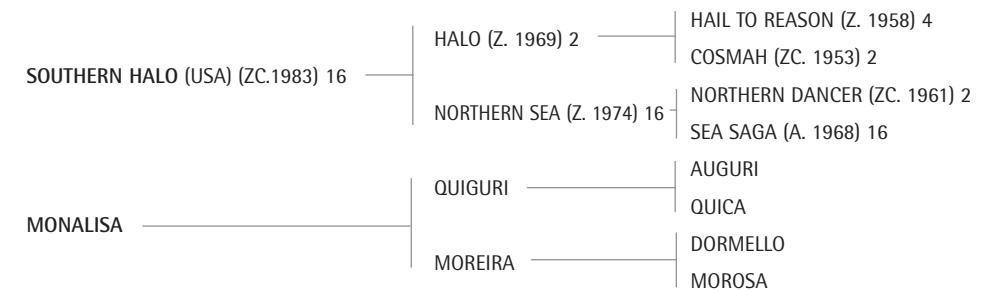 HAIL TO REASON (Z. 1958) 4
HALO (Z. 1969) 2
COSMAH (ZC. 1953) 2
SOUTHERN HALO (USA) (ZC.1983) 16
NORTHERN DANCER (ZC. 1961) 2
NORTHERN SEA (Z. 1974) 16
SEA SAGA (A. 1968) 16
AUGURI
QUIGURI
QUICA
MONALISA
DORMELLO
MOREIRA
MOROSA